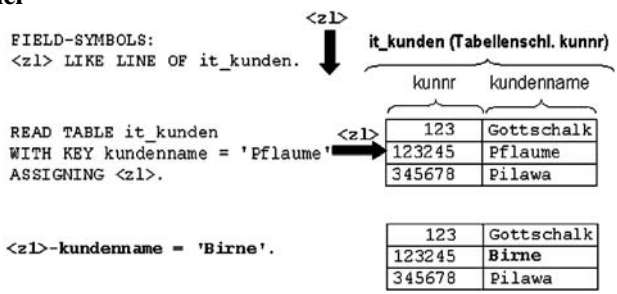 <zl>
FIELD-SYMBOLS:
<zl> LIKE LINE OF it_kunden.
it_kunden (Tabellenschl. kunnr)
kunnr kundenname
READ TABLE it_kunden
WITH KEY kundenname = 'Pflaume'
ASSIGNING <zl>.
<zl>
123 Gottschalk
123245 Pflaume
345678 Pilawa
<zl>-kundenname = 'Birne'.
123 Gottschalk
123245 Birne
345678 Pilawa